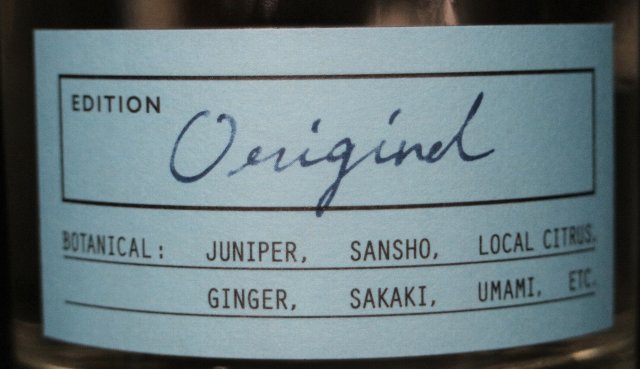 EDITION
Original
BOTANICAL: JUNIPER, SANSHO, LOCAL CITRUS,
GINGER, SAKAKI, UMAMI, ETC.